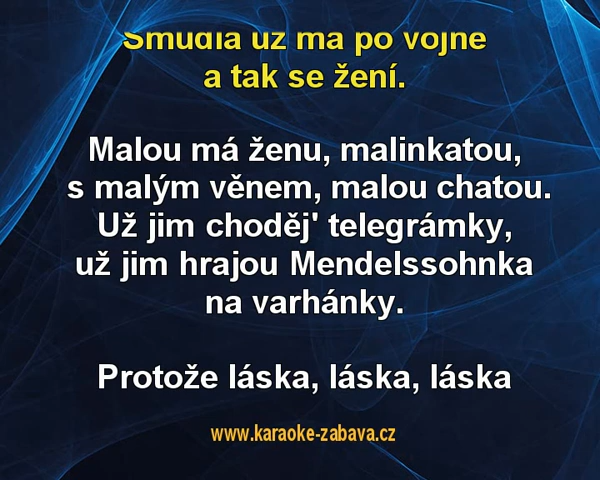 Šmudla už má po vojně
a tak se žení.
Malou má ženu, malinkatou,
s malým věnem, malou chatou.
Už jim choděj' telegrámky,
už jim hrajou Mendelssohnka
na varhánky.
Protože láska, láska, láska
www.karaoke-zabava.cz